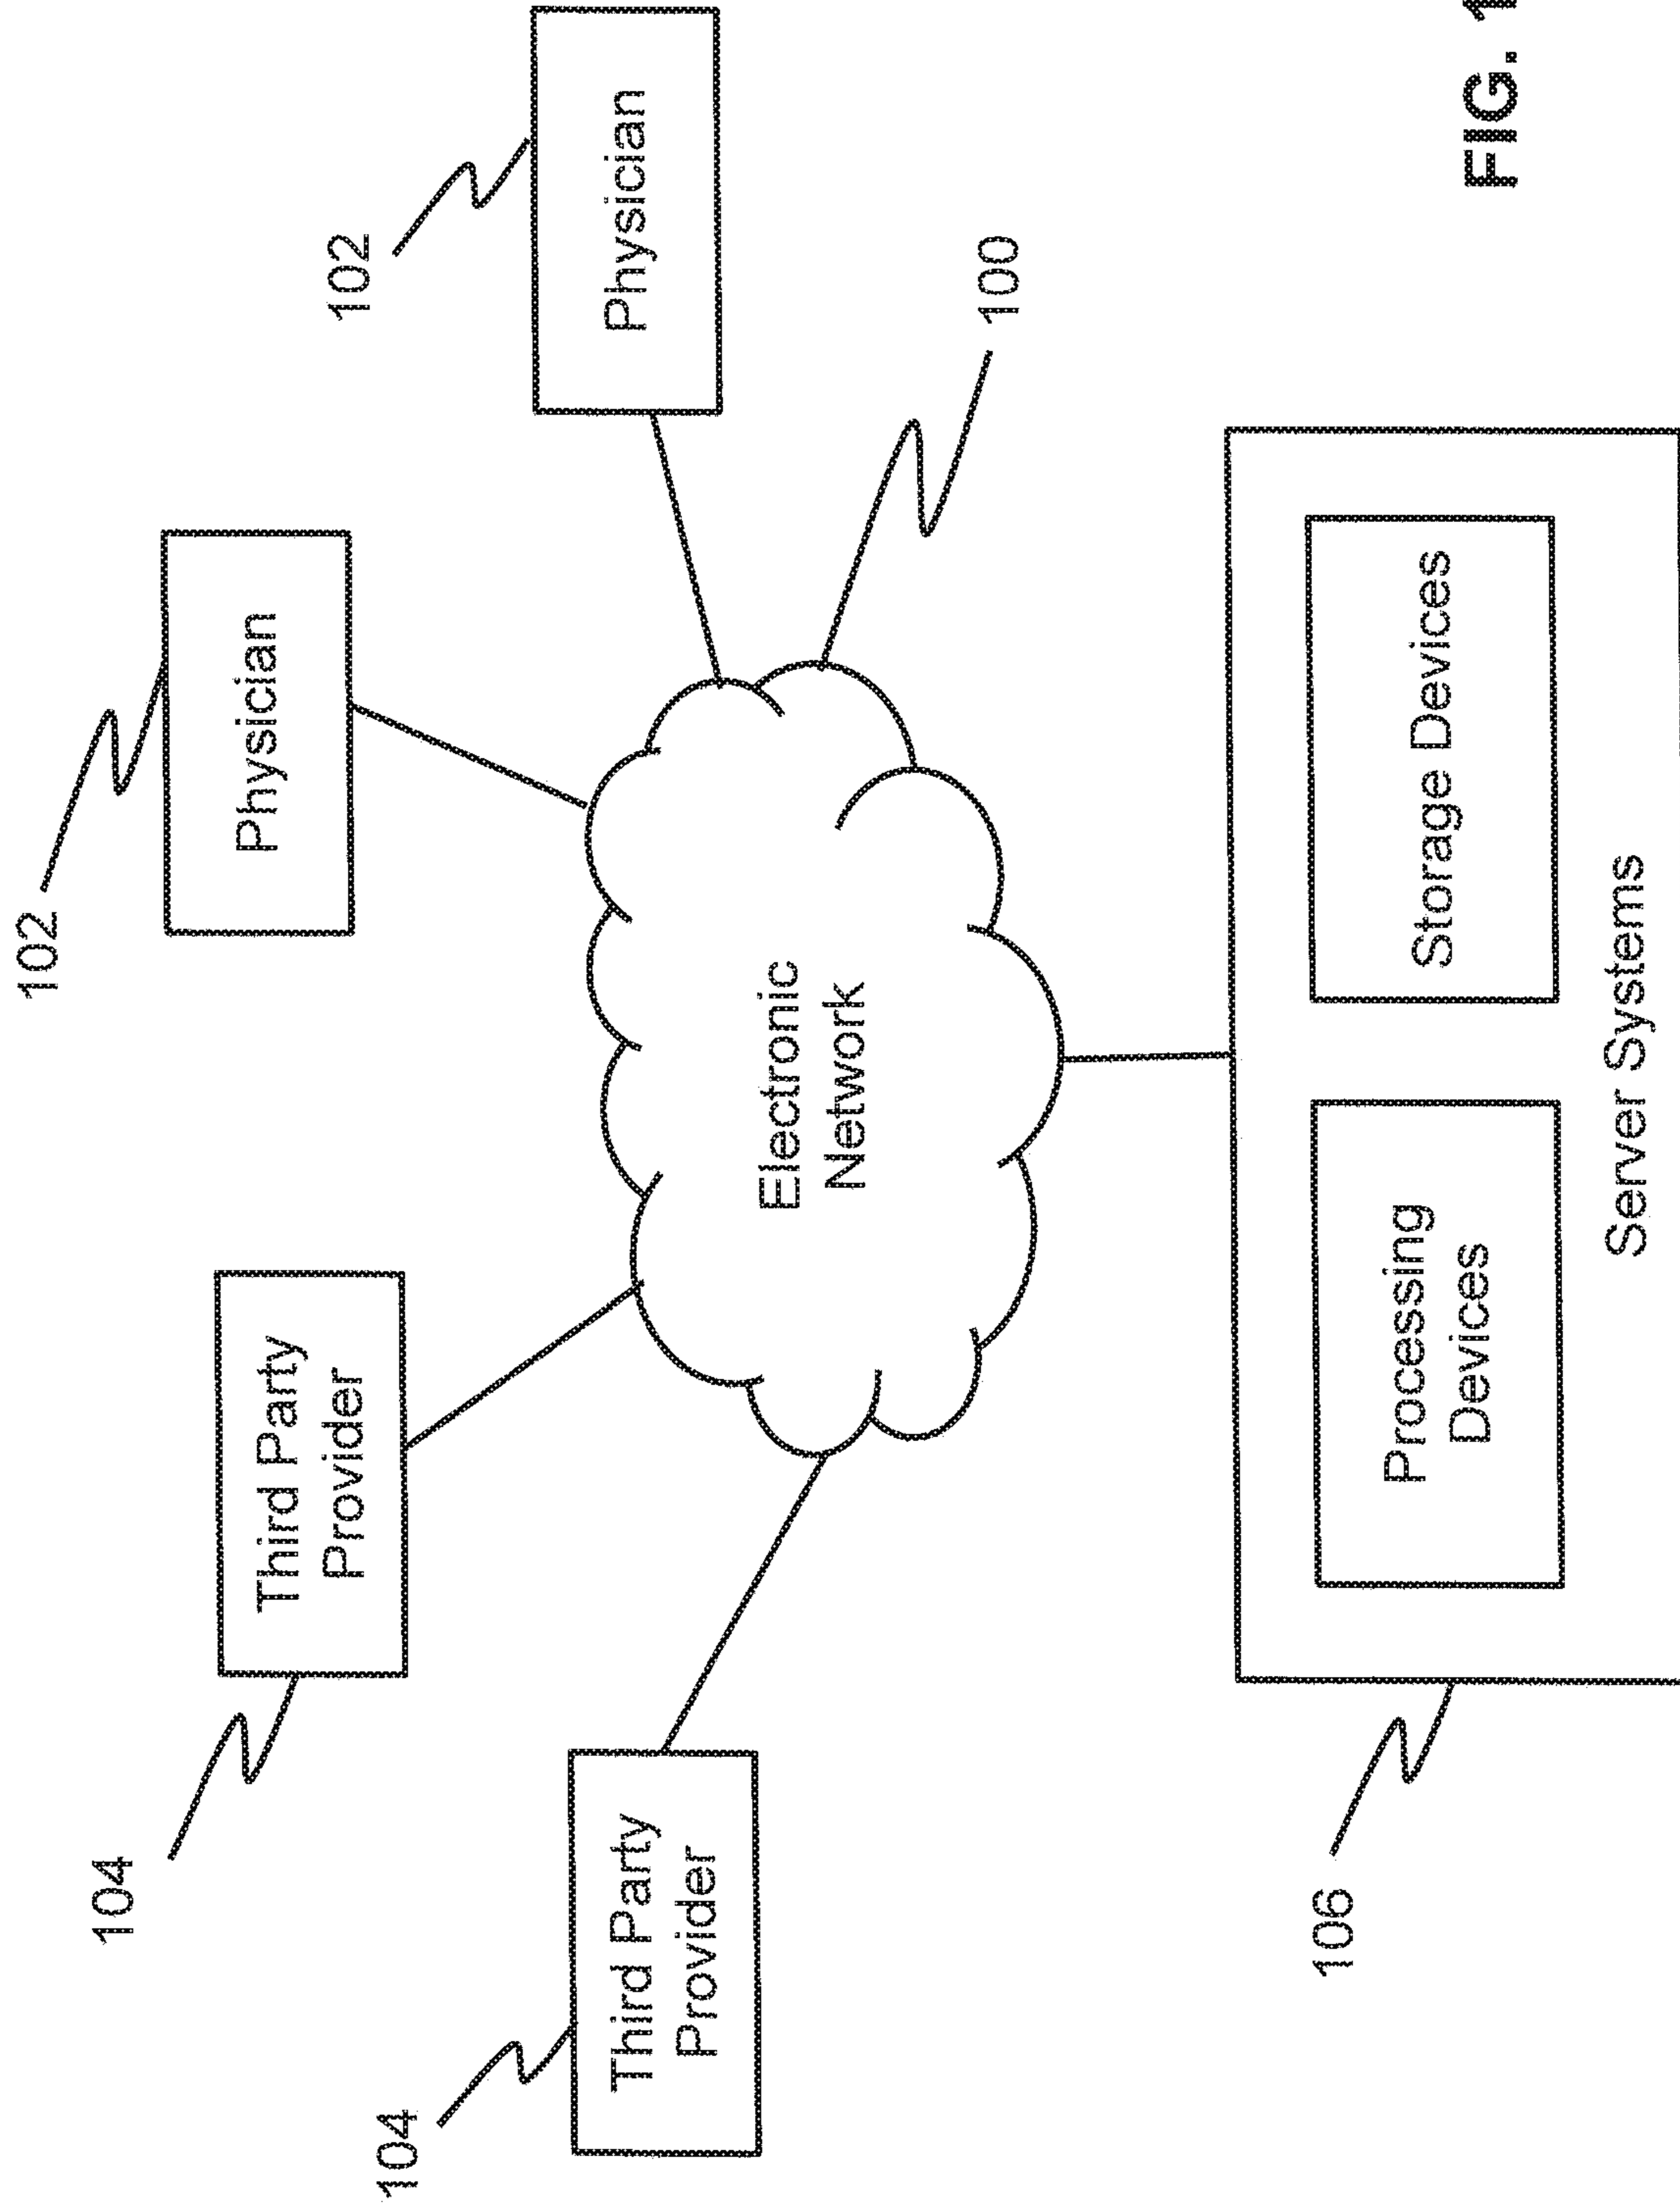 102
Physician
102
Physician
104
Third Party
Provider
104
Third Party
Provider
Electronic
Network
100
106
Processing
Devices
Storage Devices
Server Systems
FIG. 1